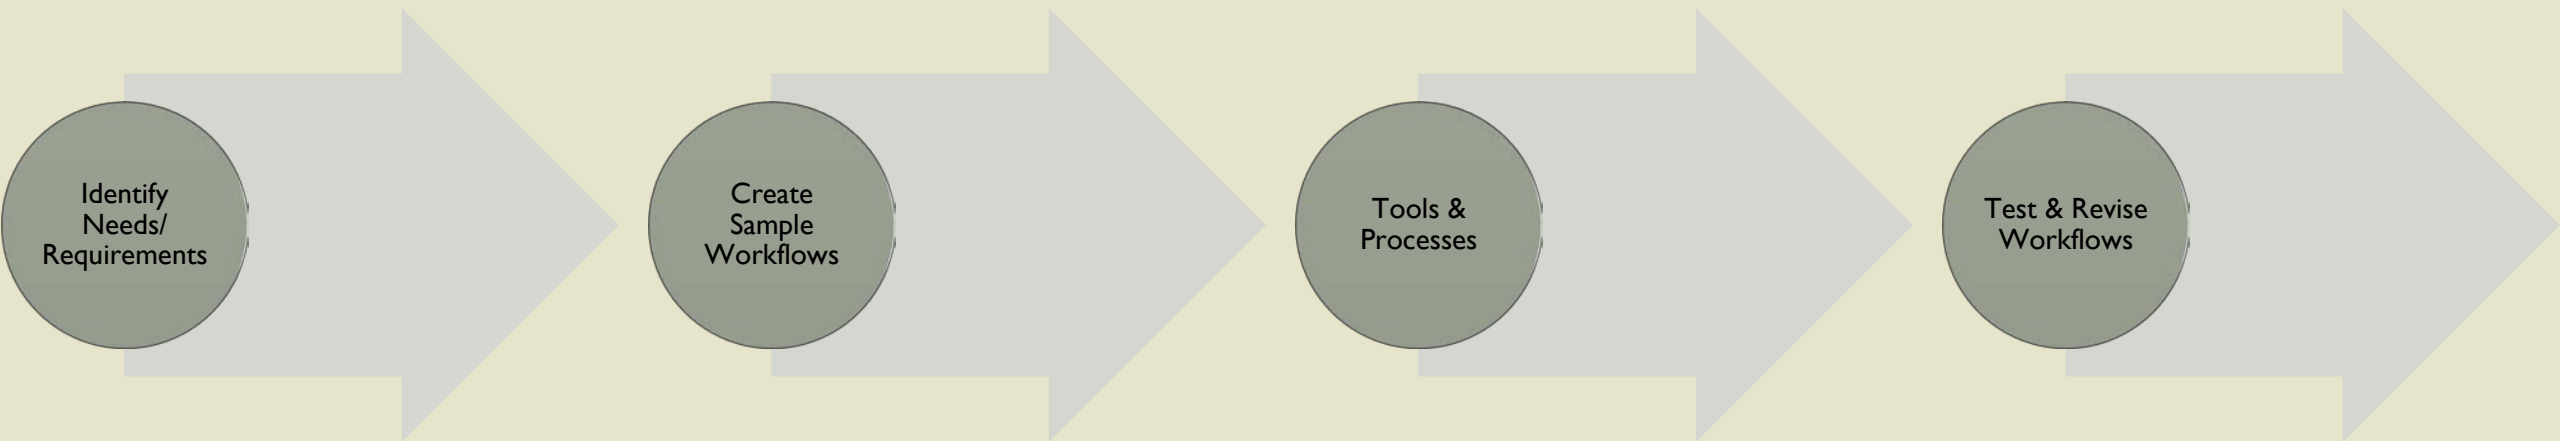 Identify
Needs/
Requirements
Create
Sample
Workflows
Tools &
Processes
Test & Revise
Workflows